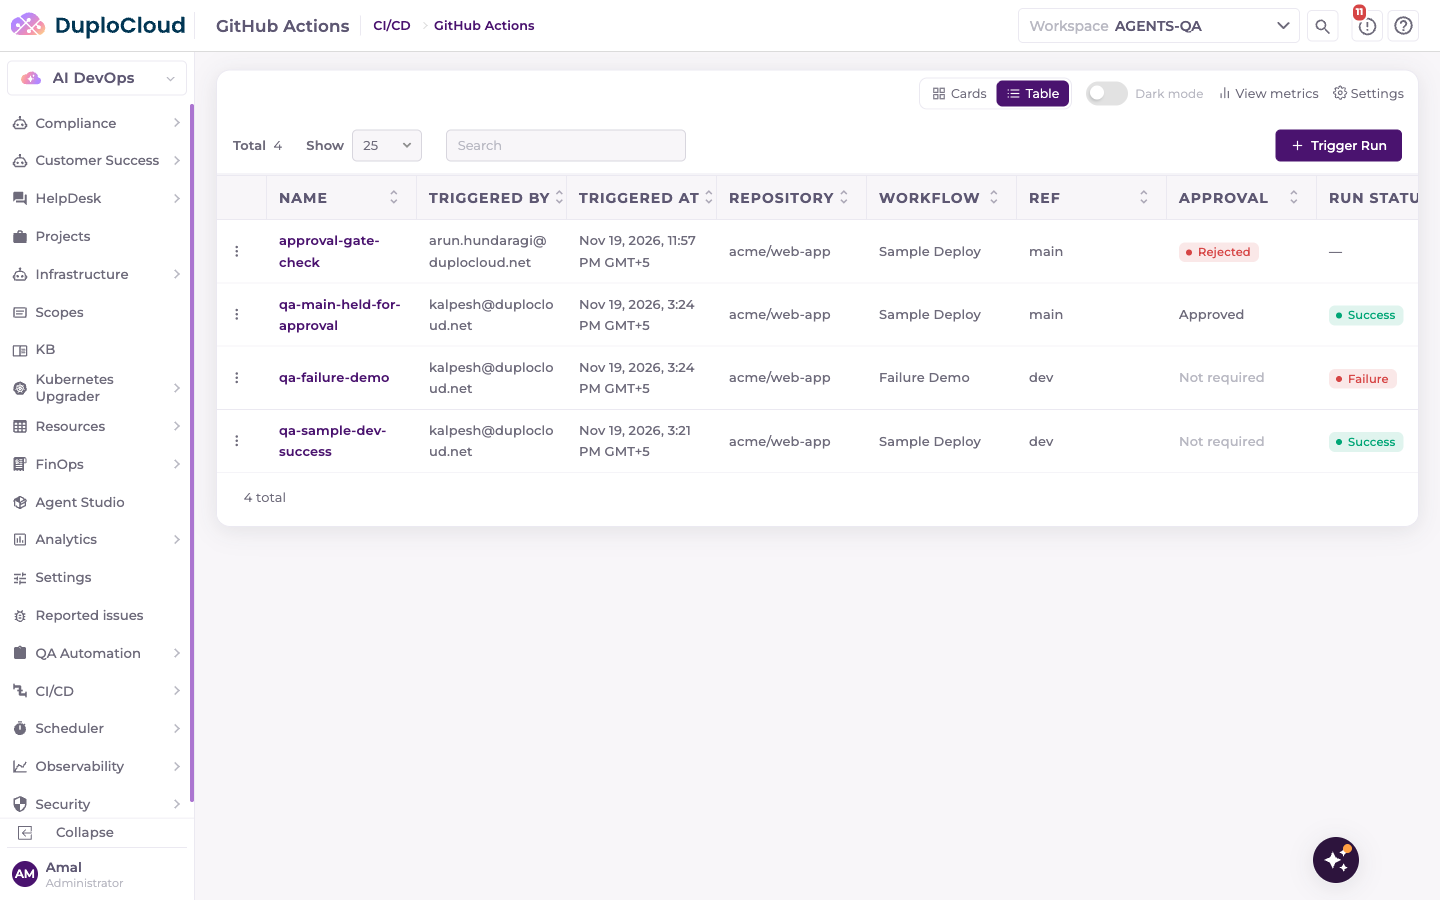 DuploCloud
GitHub Actions
CI/CD
GitHub Actions
Workspace AGENTS-QA
11
AI DevOps
Compliance
Customer Success
HelpDesk
Projects
Infrastructure
Scopes
KB
Kubernetes
Upgrader
Resources
FinOps
Agent Studio
Analytics
Settings
Reported issues
QA Automation
CI/CD
Scheduler
Observability
Security
Collapse
AM
Amal
Administrator
Cards
Table
Dark mode
View metrics
Settings
Total 4
Show
25
Search
+ Trigger Run
NAME
TRIGGERED BY
TRIGGERED AT
REPOSITORY
WORKFLOW
REF
APPROVAL
RUN STATU
approval-gate-
check
arun.hundaragi@
duplocloud.net
Nov 19, 2026, 11:57
PM GMT+5
acme/web-app
Sample Deploy
main
Rejected
—
qa-main-held-for-
approval
kalpesh@duploclo
ud.net
Nov 19, 2026, 3:24
PM GMT+5
acme/web-app
Sample Deploy
main
Approved
Success
qa-failure-demo
kalpesh@duploclo
ud.net
Nov 19, 2026, 3:24
PM GMT+5
acme/web-app
Failure Demo
dev
Not required
Failure
qa-sample-dev-
success
kalpesh@duploclo
ud.net
Nov 19, 2026, 3:21
PM GMT+5
acme/web-app
Sample Deploy
dev
Not required
Success
4 total